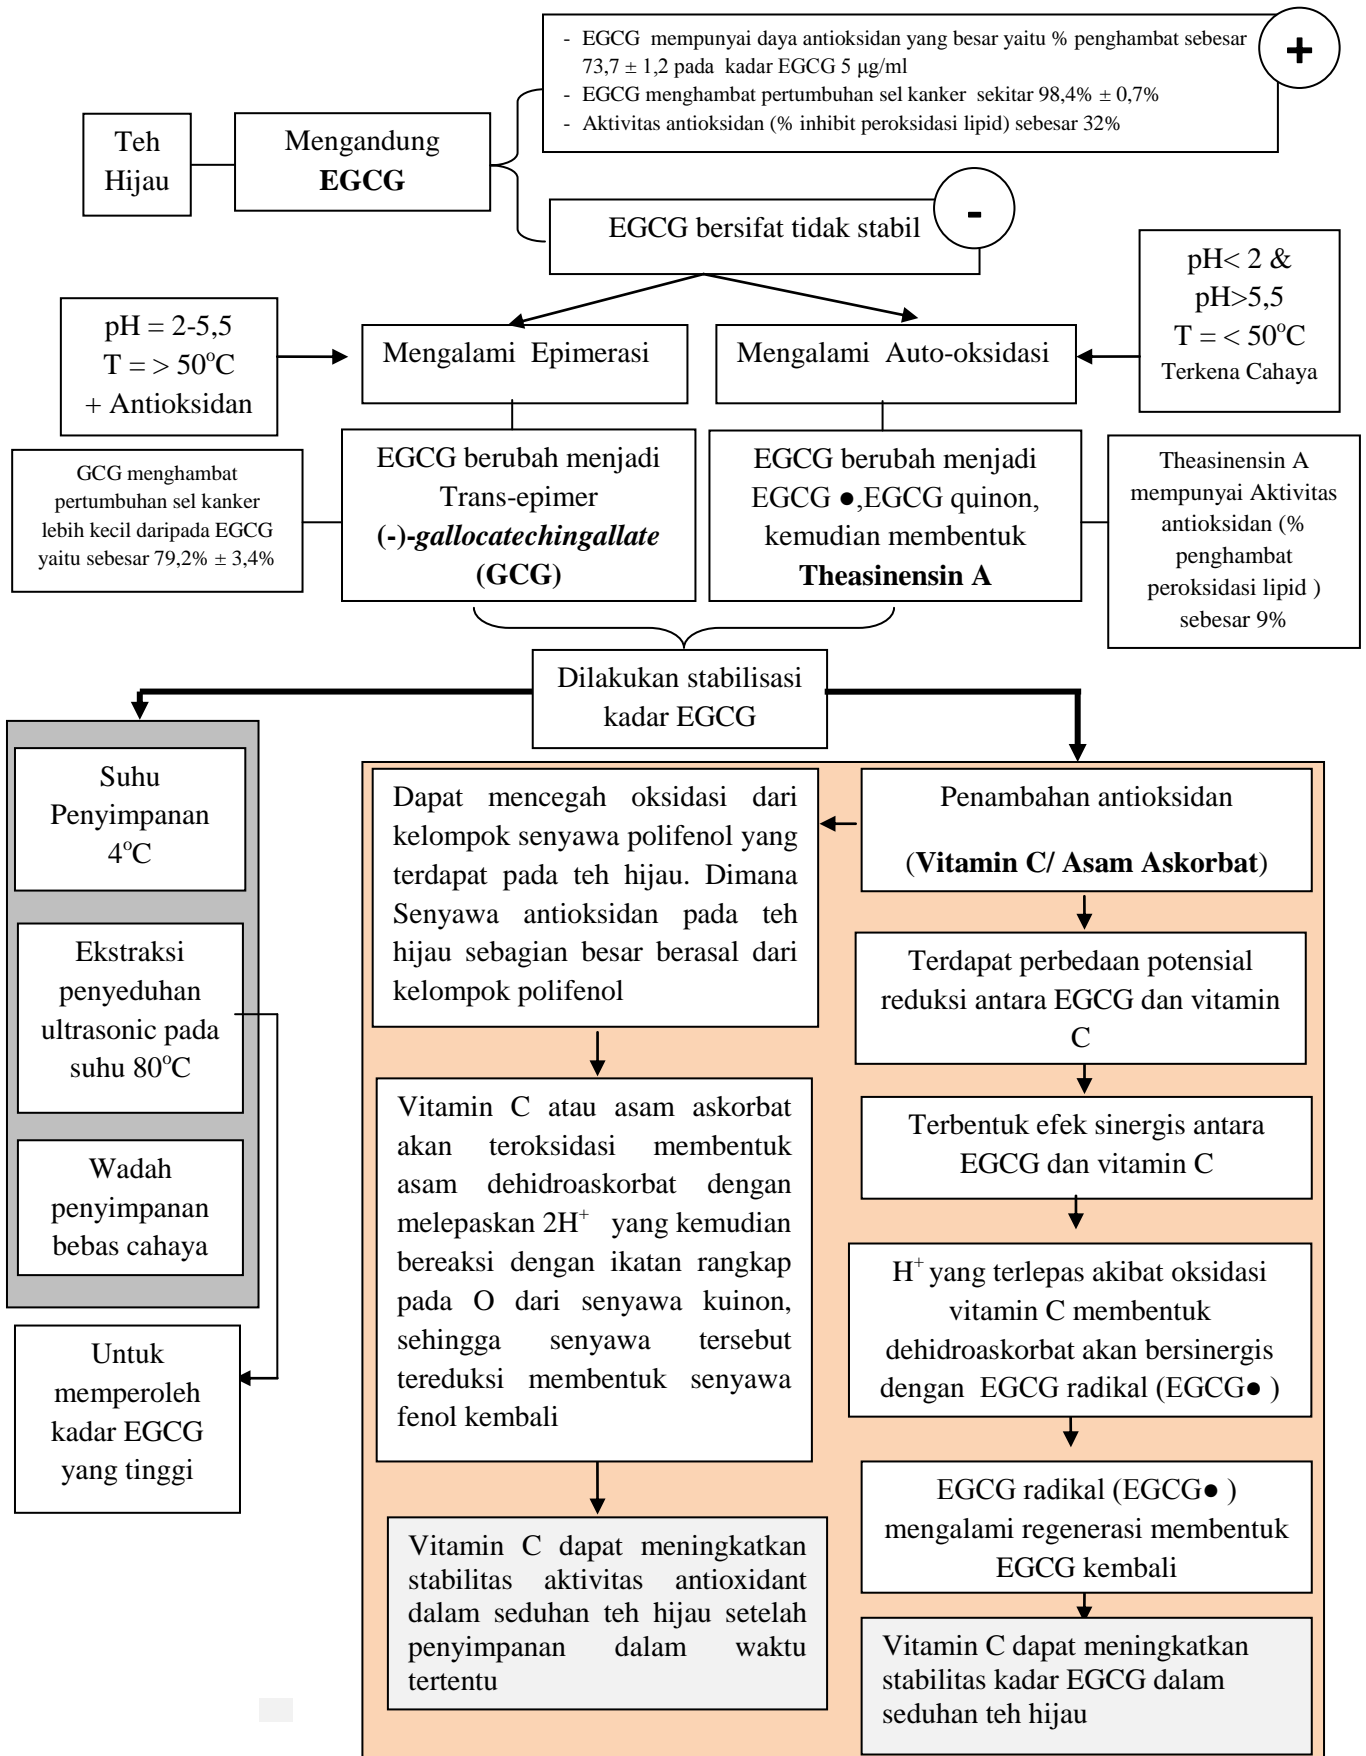 - EGCG mempunyai daya antioksidan yang besar yaitu % penghambat sebesar
73,7 ± 1,2 pada kadar EGCG 5 μg/ml
- EGCG menghambat pertumbuhan sel kanker sekitar 98,4% ± 0,7%
- Aktivitas antioksidan (% inhibit peroksidasi lipid) sebesar 32%
+
Teh
Hijau
Mengandung
EGCG
EGCG bersifat tidak stabil
-
pH = 2-5,5
T = > 50°C
+ Antioksidan
Mengalami Epimerasi
Mengalami Auto-oksidasi
pH< 2 &
pH>5,5
T = < 50°C
Terkena Cahaya
GCG menghambat
pertumbuhan sel kanker
lebih kecil daripada EGCG
yaitu sebesar 79,2% ± 3,4%
EGCG berubah menjadi
Trans-epimer
(-)-gallocatechingallate
(GCG)
EGCG berubah menjadi
EGCG ●,EGCG quinon,
kemudian membentuk
Theasinensin A
Theasinensin A
mempunyai Aktivitas
antioksidan (%
penghambat
peroksidasi lipid )
sebesar 9%
Dilakukan stabilisasi
kadar EGCG
Suhu
Penyimpanan
4°C
Ekstraksi
penyeduhan
ultrasonic pada
suhu 80°C
Wadah
penyimpanan
bebas cahaya
Untuk
memperoleh
kadar EGCG
yang tinggi
Dapat mencegah oksidasi dari
kelompok senyawa polifenol yang
terdapat pada teh hijau. Dimana
Senyawa antioksidan pada teh
hijau sebagian besar berasal dari
kelompok polifenol
Vitamin C atau asam askorbat
akan teroksidasi membentuk
asam dehidroaskorbat dengan
melepaskan 2H⁺ yang kemudian
bereaksi dengan ikatan rangkap
pada O dari senyawa kuinon,
sehingga senyawa tersebut
tereduksi membentuk senyawa
fenol kembali
Vitamin C dapat meningkatkan
stabilitas aktivitas antioxidant
dalam seduhan teh hijau setelah
penyimpanan dalam waktu
tertentu
Penambahan antioksidan
(Vitamin C/ Asam Askorbat)
Terdapat perbedaan potensial
reduksi antara EGCG dan vitamin
C
Terbentuk efek sinergis antara
EGCG dan vitamin C
H⁺ yang terlepas akibat oksidasi
vitamin C membentuk
dehidroaskorbat akan bersinergis
dengan EGCG radikal (EGCG● )
EGCG radikal (EGCG● )
mengalami regenerasi membentuk
EGCG kembali
Vitamin C dapat meningkatkan
stabilitas kadar EGCG dalam
seduhan teh hijau